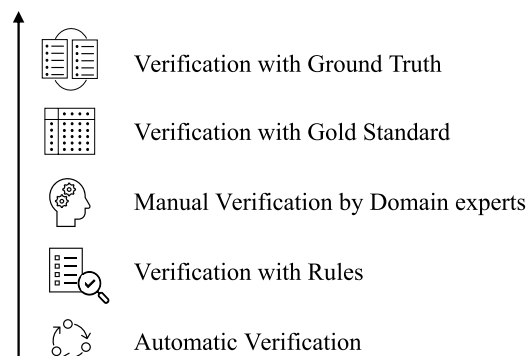 Verification with Ground Truth
Verification with Gold Standard
Manual Verification by Domain experts
Verification with Rules
Automatic Verification